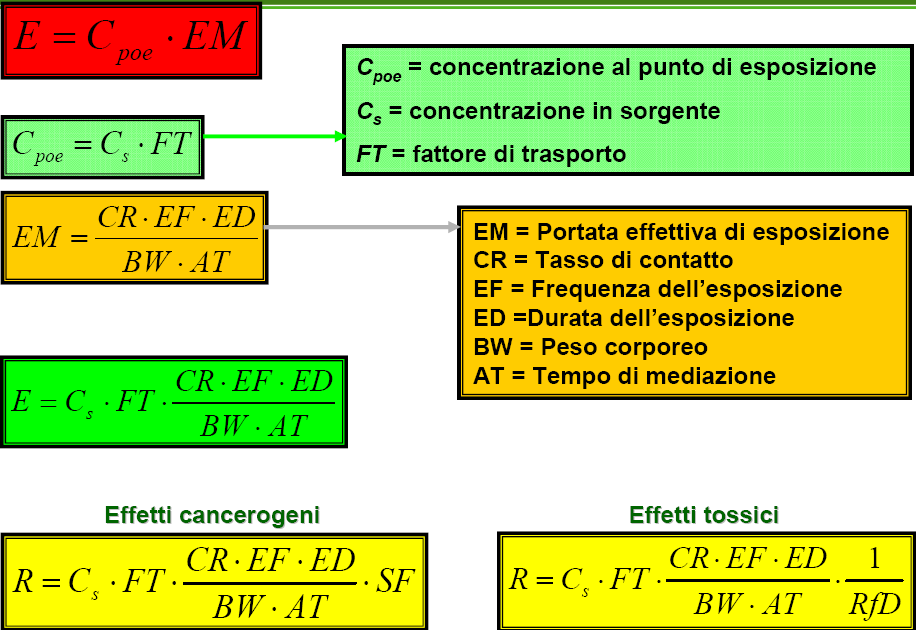 E = C_poe · EM
C_poe = concentrazione al punto di esposizione
C_s = concentrazione in sorgente
FT = fattore di trasporto
C_poe = C_s · FT
EM = (CR · EF · ED) / (BW · AT)
EM = Portata effettiva di esposizione
CR = Tasso di contatto
EF = Frequenza dell’esposizione
ED =Durata dell’esposizione
BW = Peso corporeo
AT = Tempo di mediazione
E = C_s · FT · (CR · EF · ED) / (BW · AT)
Effetti cancerogeni
R = C_s · FT · (CR · EF · ED) / (BW · AT) · SF
Effetti tossici
R = C_s · FT · (CR · EF · ED) / (BW · AT) · 1 / RfD